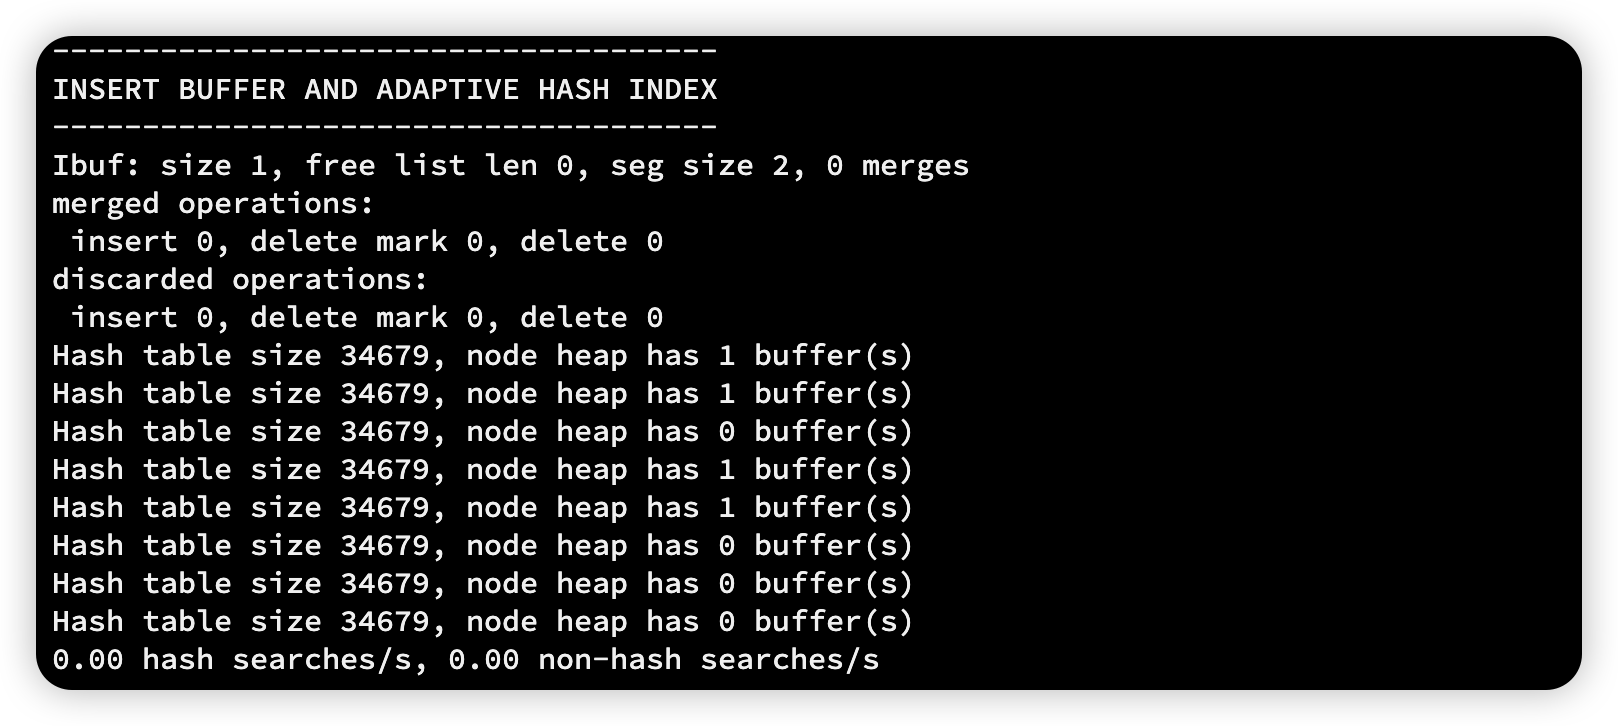 -------------------------------------
INSERT BUFFER AND ADAPTIVE HASH INDEX
-------------------------------------
Ibuf: size 1, free list len 0, seg size 2, 0 merges
merged operations:
 insert 0, delete mark 0, delete 0
discarded operations:
 insert 0, delete mark 0, delete 0
Hash table size 34679, node heap has 1 buffer(s)
Hash table size 34679, node heap has 1 buffer(s)
Hash table size 34679, node heap has 0 buffer(s)
Hash table size 34679, node heap has 1 buffer(s)
Hash table size 34679, node heap has 1 buffer(s)
Hash table size 34679, node heap has 0 buffer(s)
Hash table size 34679, node heap has 0 buffer(s)
Hash table size 34679, node heap has 0 buffer(s)
0.00 hash searches/s, 0.00 non-hash searches/s